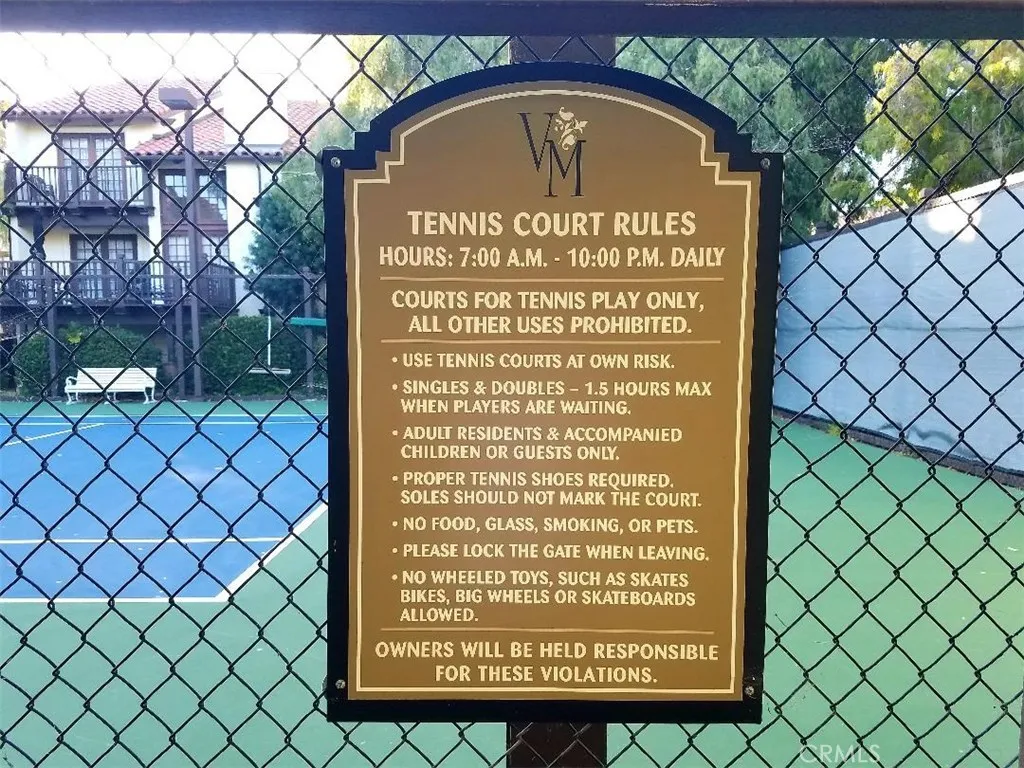 VM
TENNIS COURT RULES
HOURS: 7:00 A.M. - 10:00 P.M. DAILY
COURTS FOR TENNIS PLAY ONLY,
ALL OTHER USES PROHIBITED.
• USE TENNIS COURTS AT OWN RISK.
• SINGLES & DOUBLES – 1.5 HOURS MAX
WHEN PLAYERS ARE WAITING.
• ADULT RESIDENTS & ACCOMPANIED
CHILDREN OR GUESTS ONLY.
• PROPER TENNIS SHOES REQUIRED.
SOLES SHOULD NOT MARK THE COURT.
• NO FOOD, GLASS, SMOKING, OR PETS.
• PLEASE LOCK THE GATE WHEN LEAVING.
• NO WHEELED TOYS, SUCH AS SKATES
BIKES, BIG WHEELS OR SKATEBOARDS
ALLOWED.
OWNERS WILL BE HELD RESPONSIBLE
FOR THESE VIOLATIONS.
CRMLS